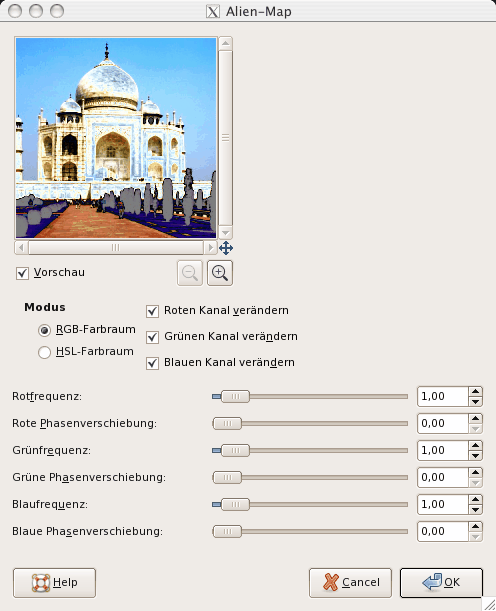 Alien-Map
Vorschau
Modus
RGB-Farbraum
HSL-Farbraum
Roten Kanal verändern
Grünen Kanal verändern
Blauen Kanal verändern
Rotfrequenz: 1,00
Rote Phasenverschiebung: 0,00
Grünfrequenz: 1,00
Grüne Phasenverschiebung: 0,00
Blaufrequenz: 1,00
Blaue Phasenverschiebung: 0,00
Help Cancel OK